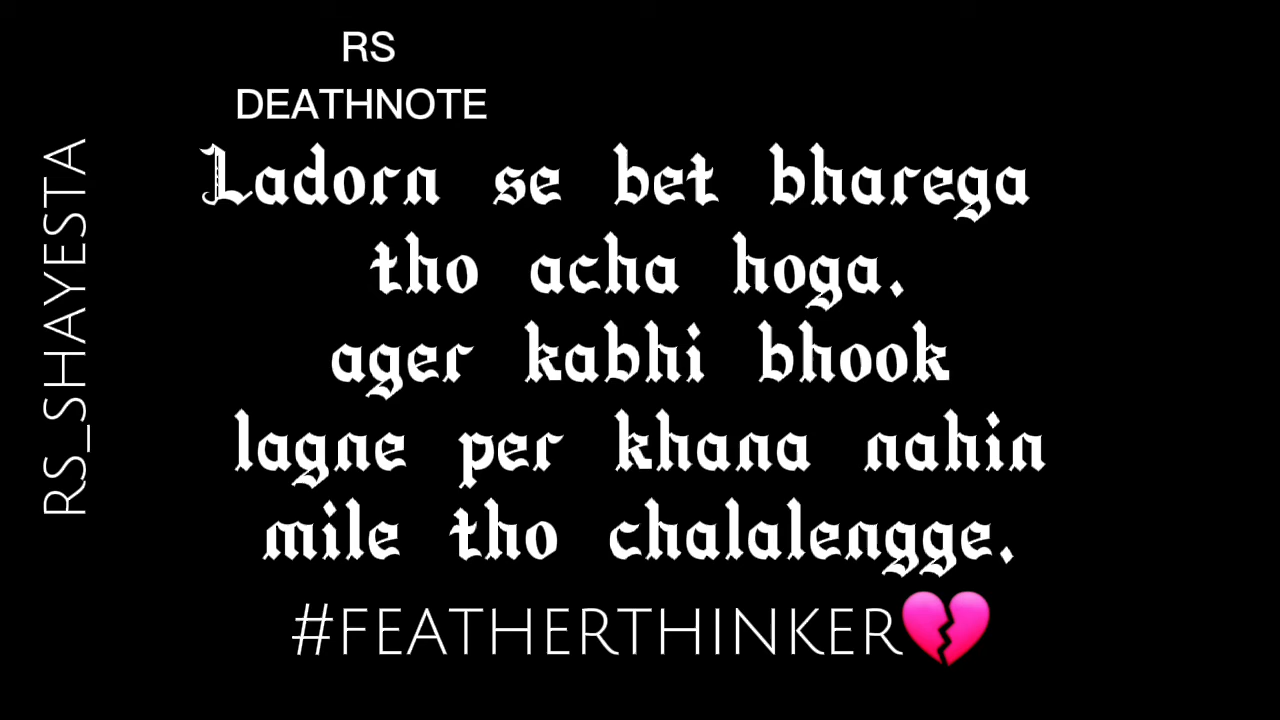 RS
DEATHNOTE
RS_SHAYESTA
Ladorn se bet bharega
tho acha hoga.
ager kabhi bhook
lagne per khana nahin
mile tho chalalengge.
#FEATHERTHINKER💔